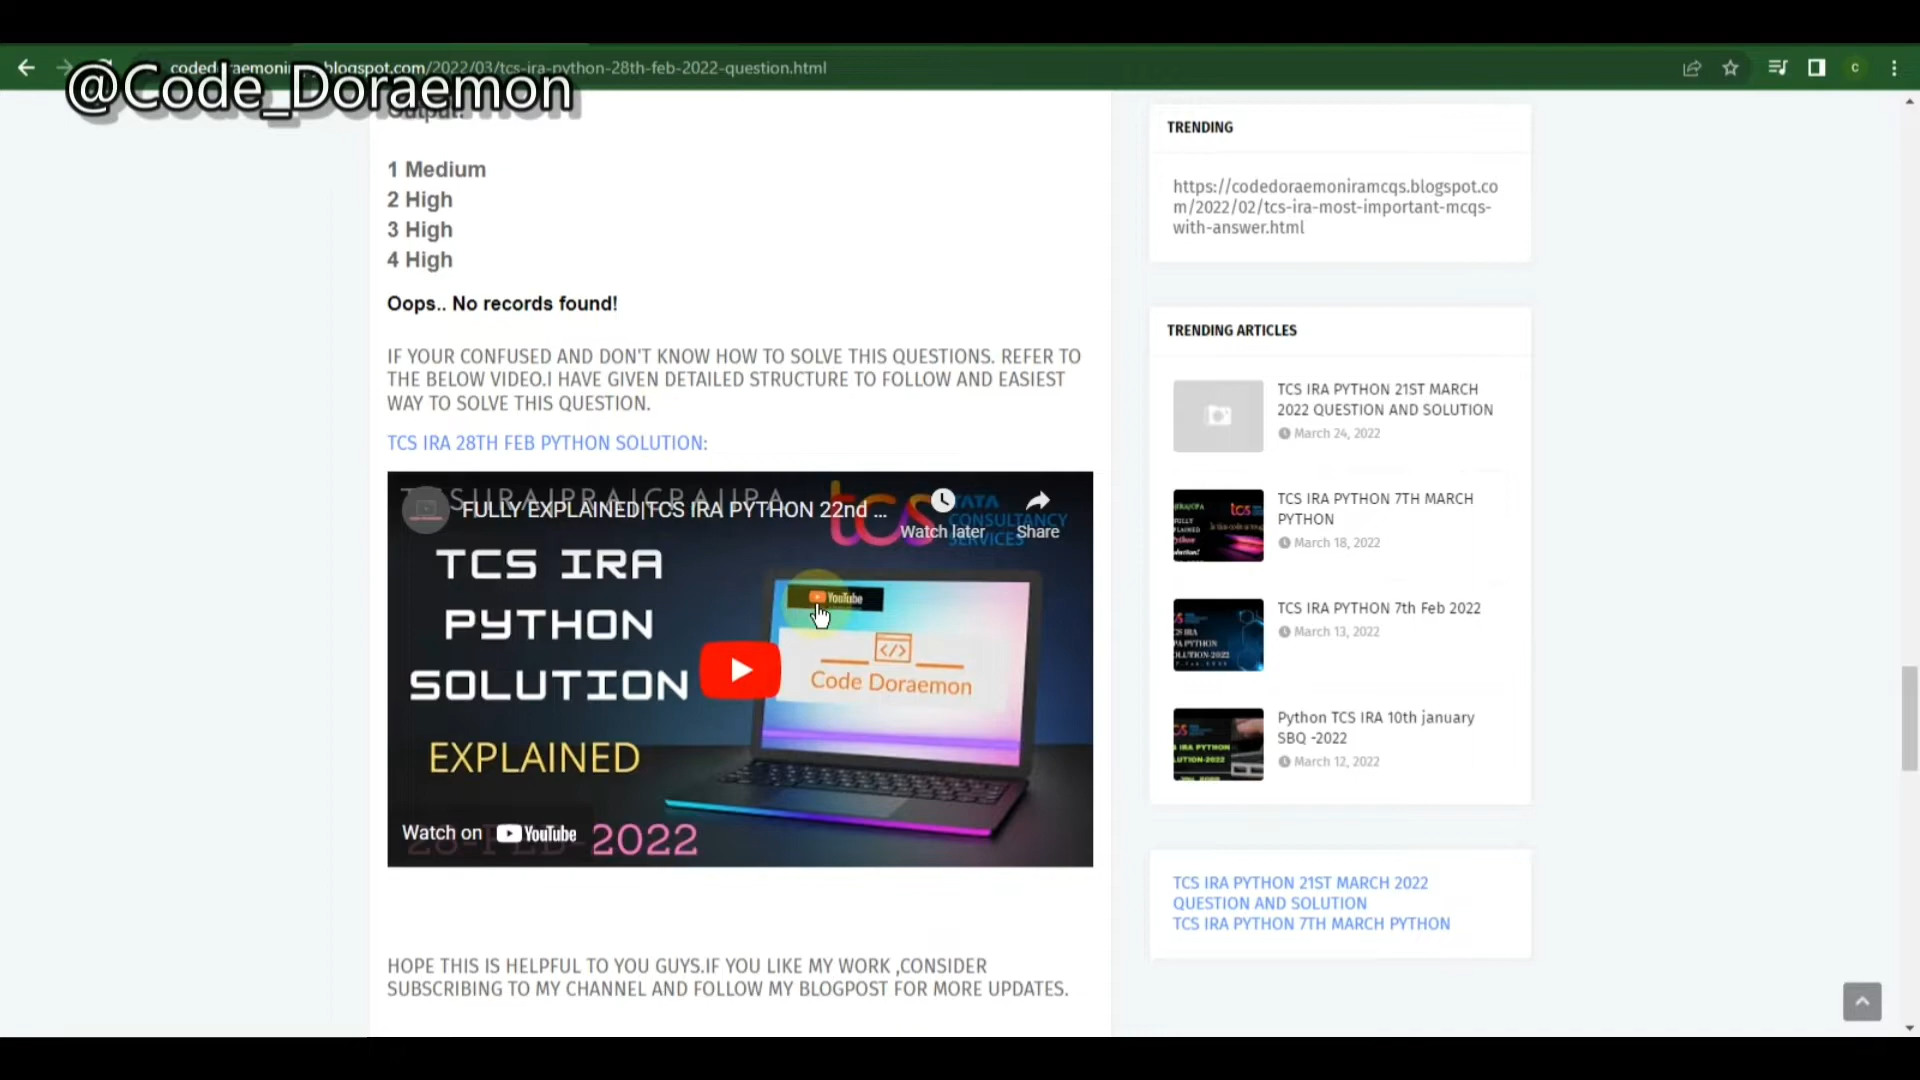 @Code_Doraemon
blogspot.com/2022/03/tcs-ira-python-28th-feb-2022-question.html
C
Output:
1 Medium
2 High
3 High
4 High
Oops.. No records found!
IF YOUR CONFUSED AND DON'T KNOW HOW TO SOLVE THIS QUESTIONS. REFER TO
THE BELOW VIDEO.I HAVE GIVEN DETAILED STRUCTURE TO FOLLOW AND EASIEST
WAY TO SOLVE THIS QUESTION.
TCS IRA 28TH FEB PYTHON SOLUTION:
FULLY EXPLAINED|TCS IRA PYTHON 22nd ...
Watch later
Share
tcs TATA
CONSULTANCY
SERVICES
TCS IRA
PYTHON
SOLUTION
EXPLAINED
YouTube
</>
Code Doraemon
Watch on YouTube
28-FEB-2022
HOPE THIS IS HELPFUL TO YOU GUYS.IF YOU LIKE MY WORK ,CONSIDER
SUBSCRIBING TO MY CHANNEL AND FOLLOW MY BLOGPOST FOR MORE UPDATES.
TRENDING
https://codedoraemoniramcqs.blogspot.co
m/2022/02/tcs-ira-most-important-mcqs-
with-answer.html
TRENDING ARTICLES
TCS IRA PYTHON 21ST MARCH
2022 QUESTION AND SOLUTION
March 24, 2022
TCS IRA PYTHON 7TH MARCH
PYTHON
March 18, 2022
TCS IRA PYTHON 7th Feb 2022
March 13, 2022
Python TCS IRA 10th january
SBQ -2022
March 12, 2022
TCS IRA PYTHON 21ST MARCH 2022
QUESTION AND SOLUTION
TCS IRA PYTHON 7TH MARCH PYTHON